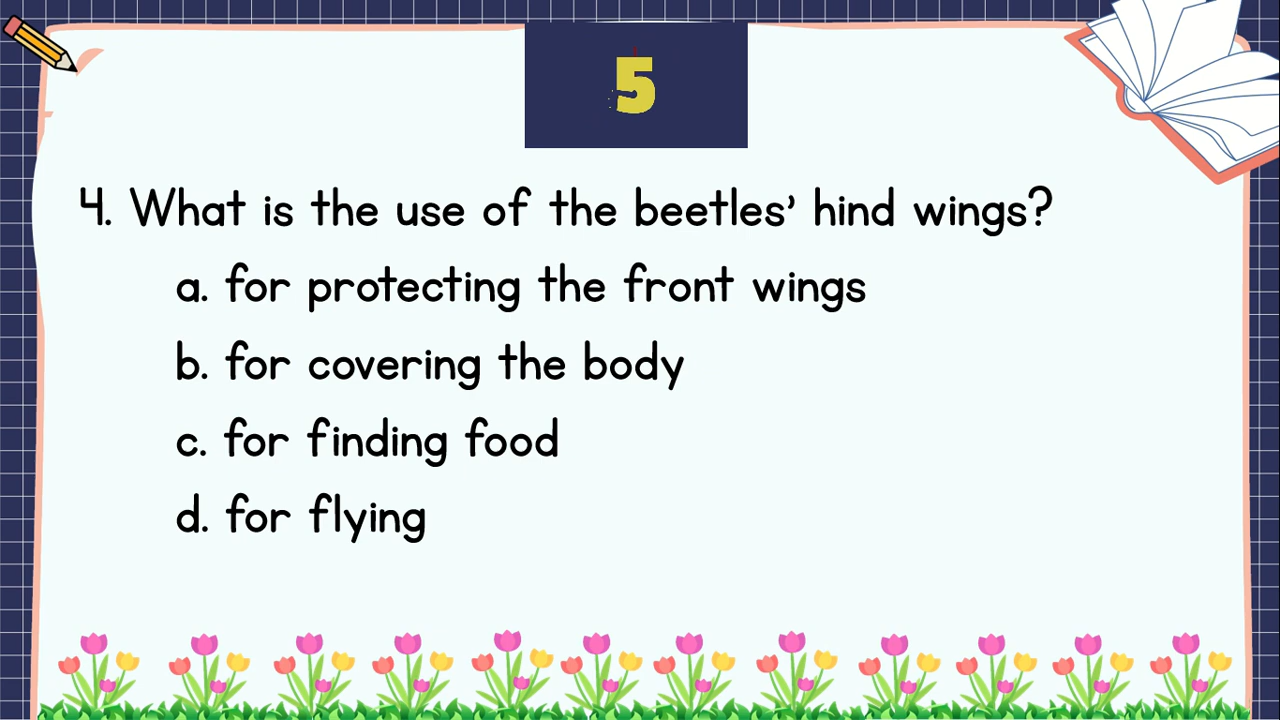 5
4. What is the use of the beetles’ hind wings?
a. for protecting the front wings
b. for covering the body
c. for finding food
d. for flying